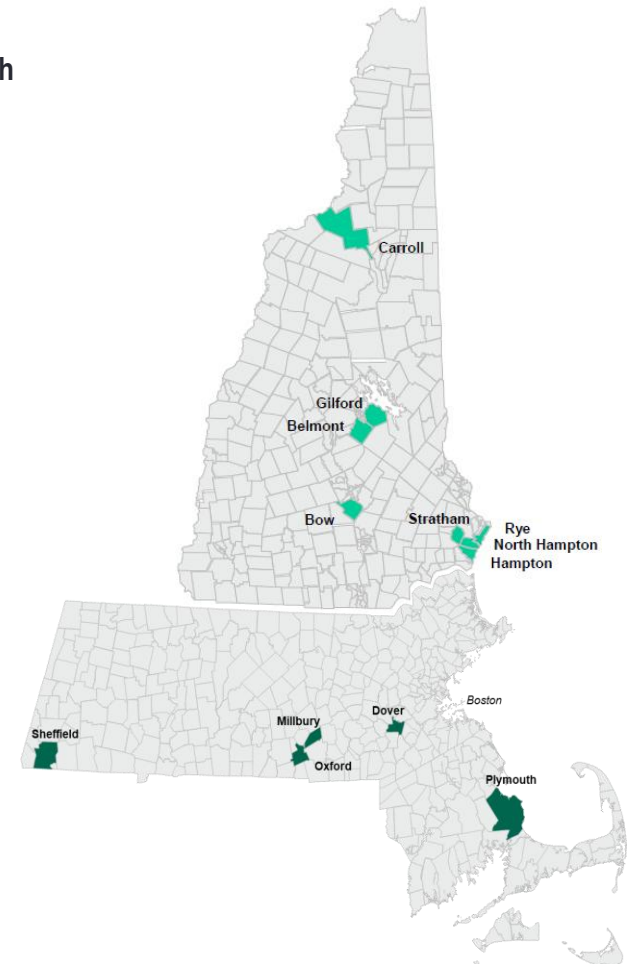 h
Carroll
Gilford
Belmont
Bow
Stratham
Rye
North Hampton
Hampton
Boston
Dover
Millbury
Sheffield
Oxford
Plymouth